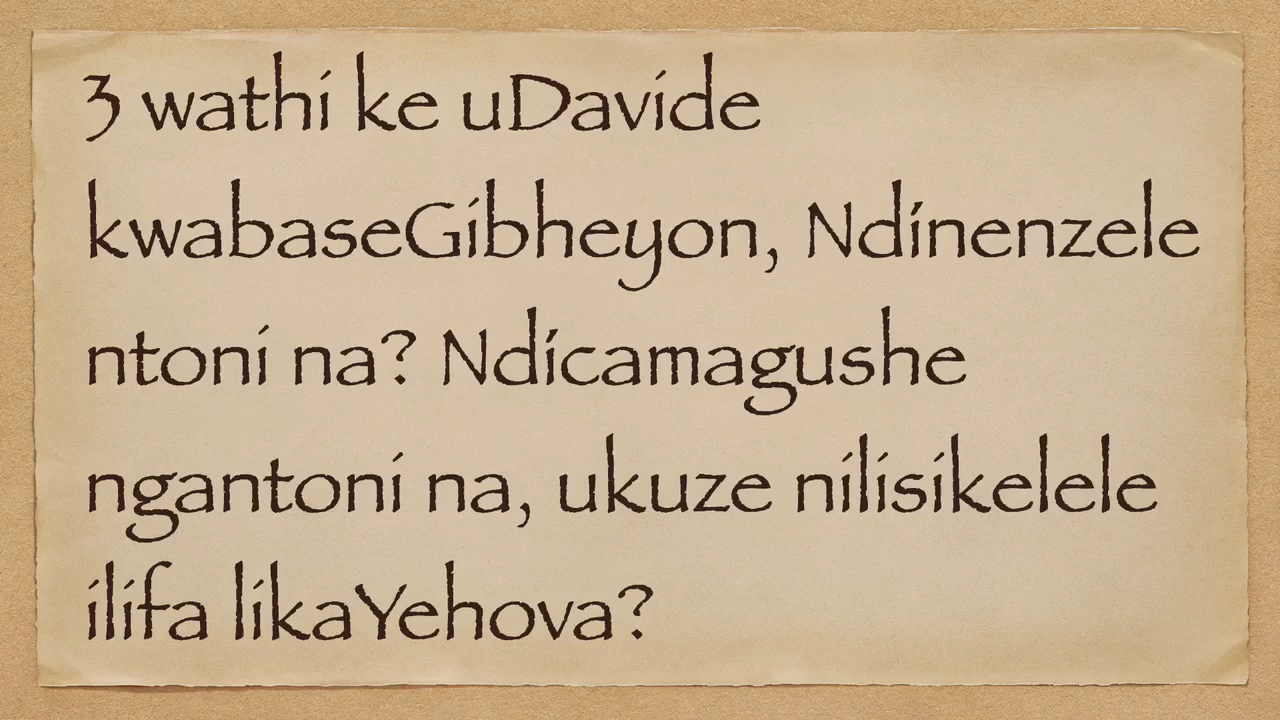 3 wathi ke uDavide
kwabaseGibheyon, Ndinenzele
ntoni na? Ndicamagushe
ngantoni na, ukuze nilisikelele
ilifa likaYehova?